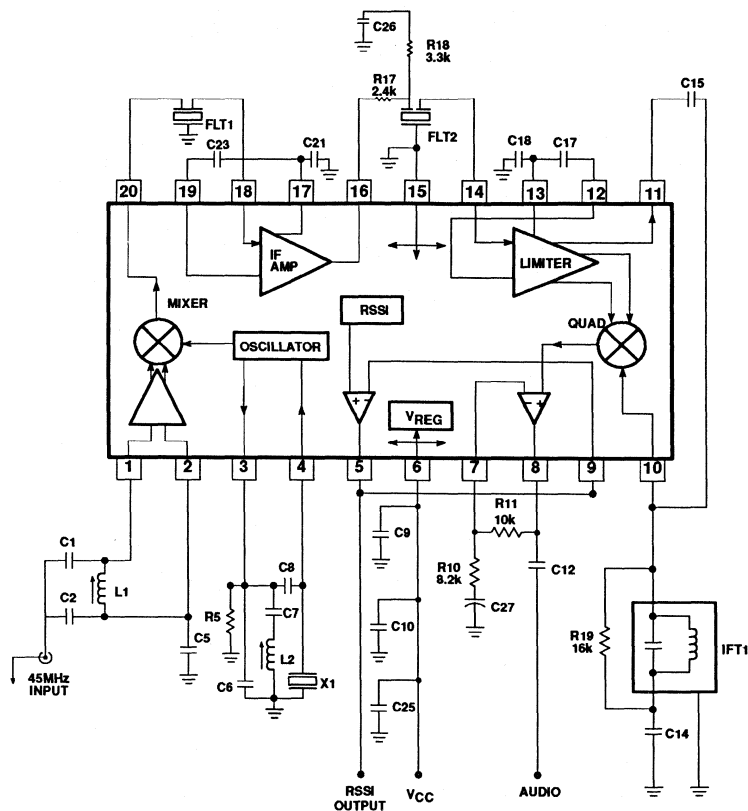 C26
R18
3.3k
R17
2.4k
C15
FLT1
FLT2
C23
C21
C18
C17
20
19
18
17
16
15
14
13
12
11
IF
AMP
LIMITER
MIXER
RSSI
QUAD
OSCILLATOR
+ −
− +
VREG
1
2
3
4
5
6
7
8
9
10
R11
10k
C1
C9
R10
8.2k
C12
C8
L1
C2
R5
C7
C27
C10
R19
16k
IFT1
C5
L2
45MHz
INPUT
C6
X1
C25
C14
RSSI
OUTPUT
VCC
AUDIO